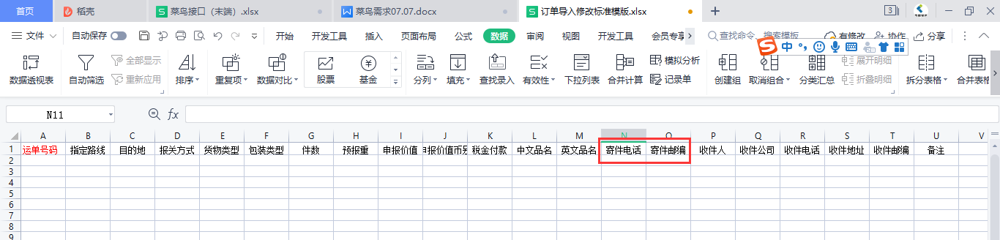 首页 稻壳 菜鸟接口（末端）.xlsx 菜鸟需求07.07.docx 订单导入修改标准模版.xlsx 3
文件 自动保存 开始 开发工具 插入 页面布局 公式 数据 审阅 视图 开发工具 会员专享 查找命令、搜索模板 有修改 协作 分享
中
全部显示 模拟分析 展开明细
数据透视表 自动筛选 重新应用 排序 重复项 数据对比 股票 基金 分列 填充 查找录入 有效性 下拉列表 合并计算 记录单 创建组 取消组合 分类汇总 折叠明细 拆分表格 合并表格
N11 fx
A B C D E F G H I J K L M N O P Q R S T U V
1 运单号码 指定路线 目的地 报关方式 货物类型 包装类型 件数 预报重 申报价值 申报价值币别 税金付款 中文品名 英文品名 寄件电话 寄件邮编 收件人 收件公司 收件电话 收件地址 收件邮编 备注
2
3
4
5
6
7
8